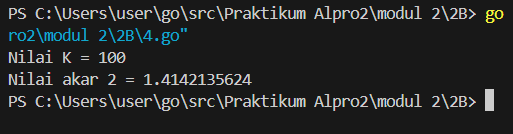 PS C:\Users\user\go\src\Praktikum Alpro2\modul 2\2B> go
ro2\modul 2\2B\4.go"
Nilai K = 100
Nilai akar 2 = 1.4142135624
PS C:\Users\user\go\src\Praktikum Alpro2\modul 2\2B>